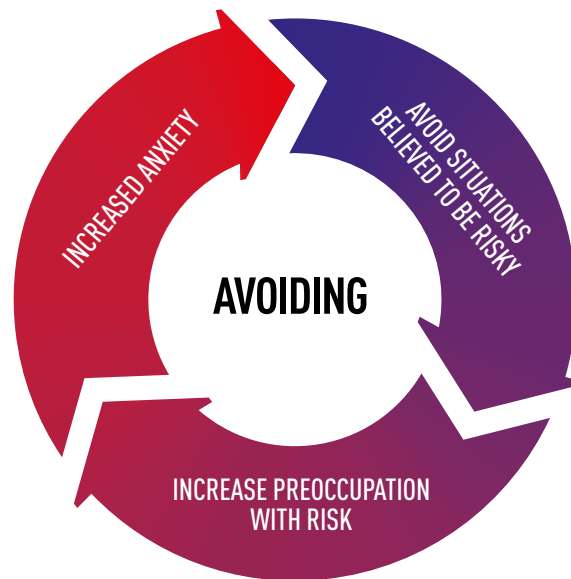 INCREASED ANXIETY
AVOID SITUATIONS
BELIEVED TO BE RISKY
AVOIDING
INCREASE PREOCCUPATION
WITH RISK